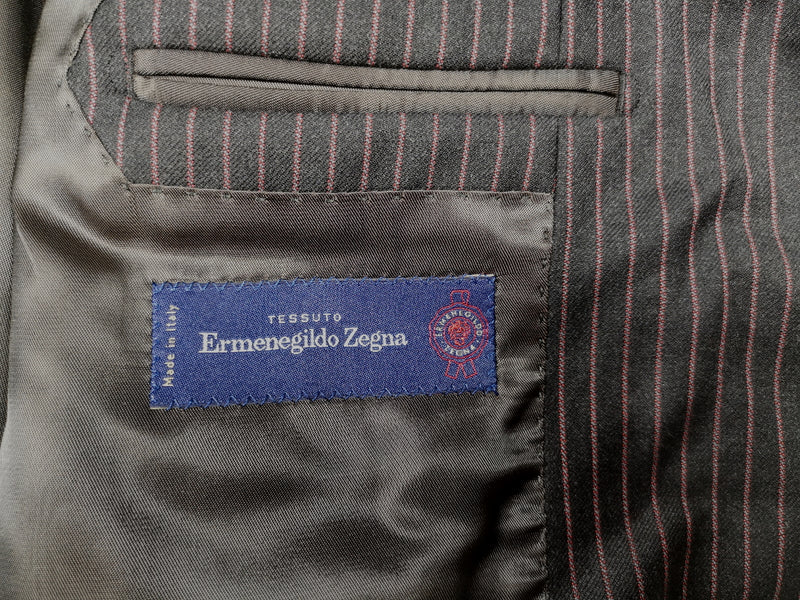 Made in Italy
TESSUTO
Ermenegildo Zegna
ERMENEGILDO
ZEGNA